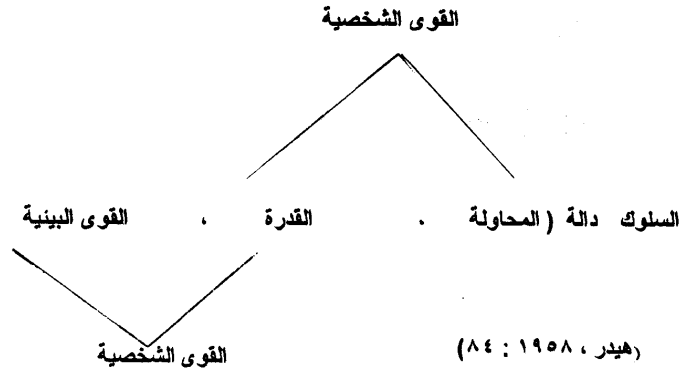 القوى الشخصية
السلوك دالة (المحاولة . القدرة ، القوى البينية
القوى الشخصية
(هيدر ، ١٩٥٨ : ٨٤)